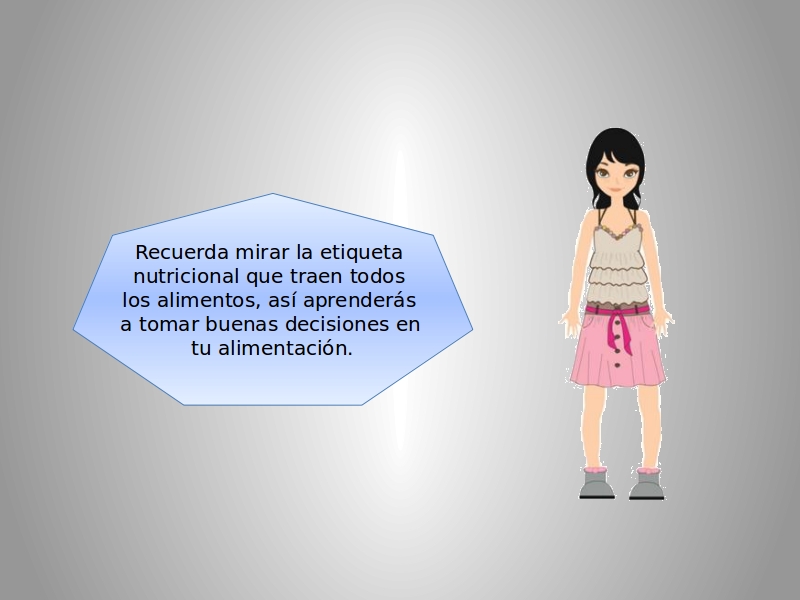 Recuerda mirar la etiqueta
nutricional que traen todos
los alimentos, así aprenderás
a tomar buenas decisiones en
tu alimentación.